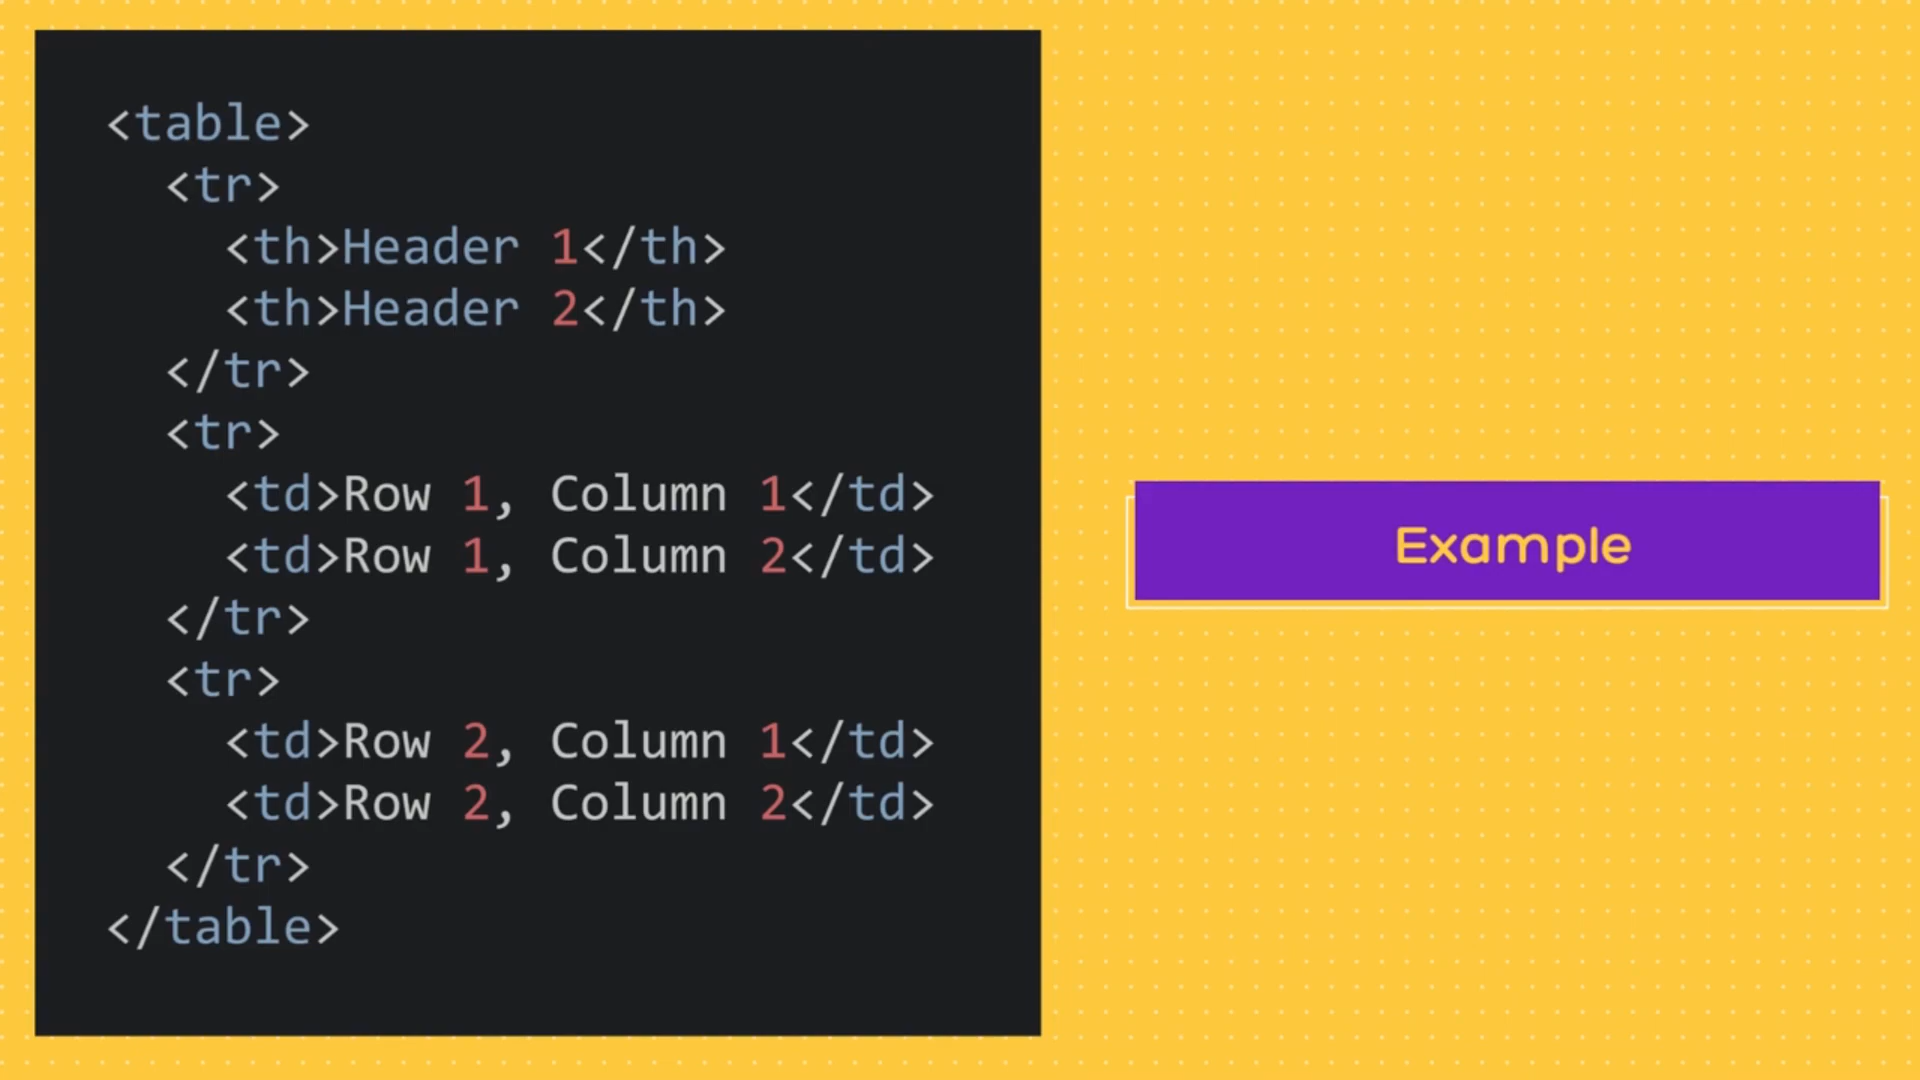 <table>
<tr>
<th>Header 1</th>
<th>Header 2</th>
</tr>
<tr>
<td>Row 1, Column 1</td>
<td>Row 1, Column 2</td>
</tr>
<tr>
<td>Row 2, Column 1</td>
<td>Row 2, Column 2</td>
</tr>
</table>
Example